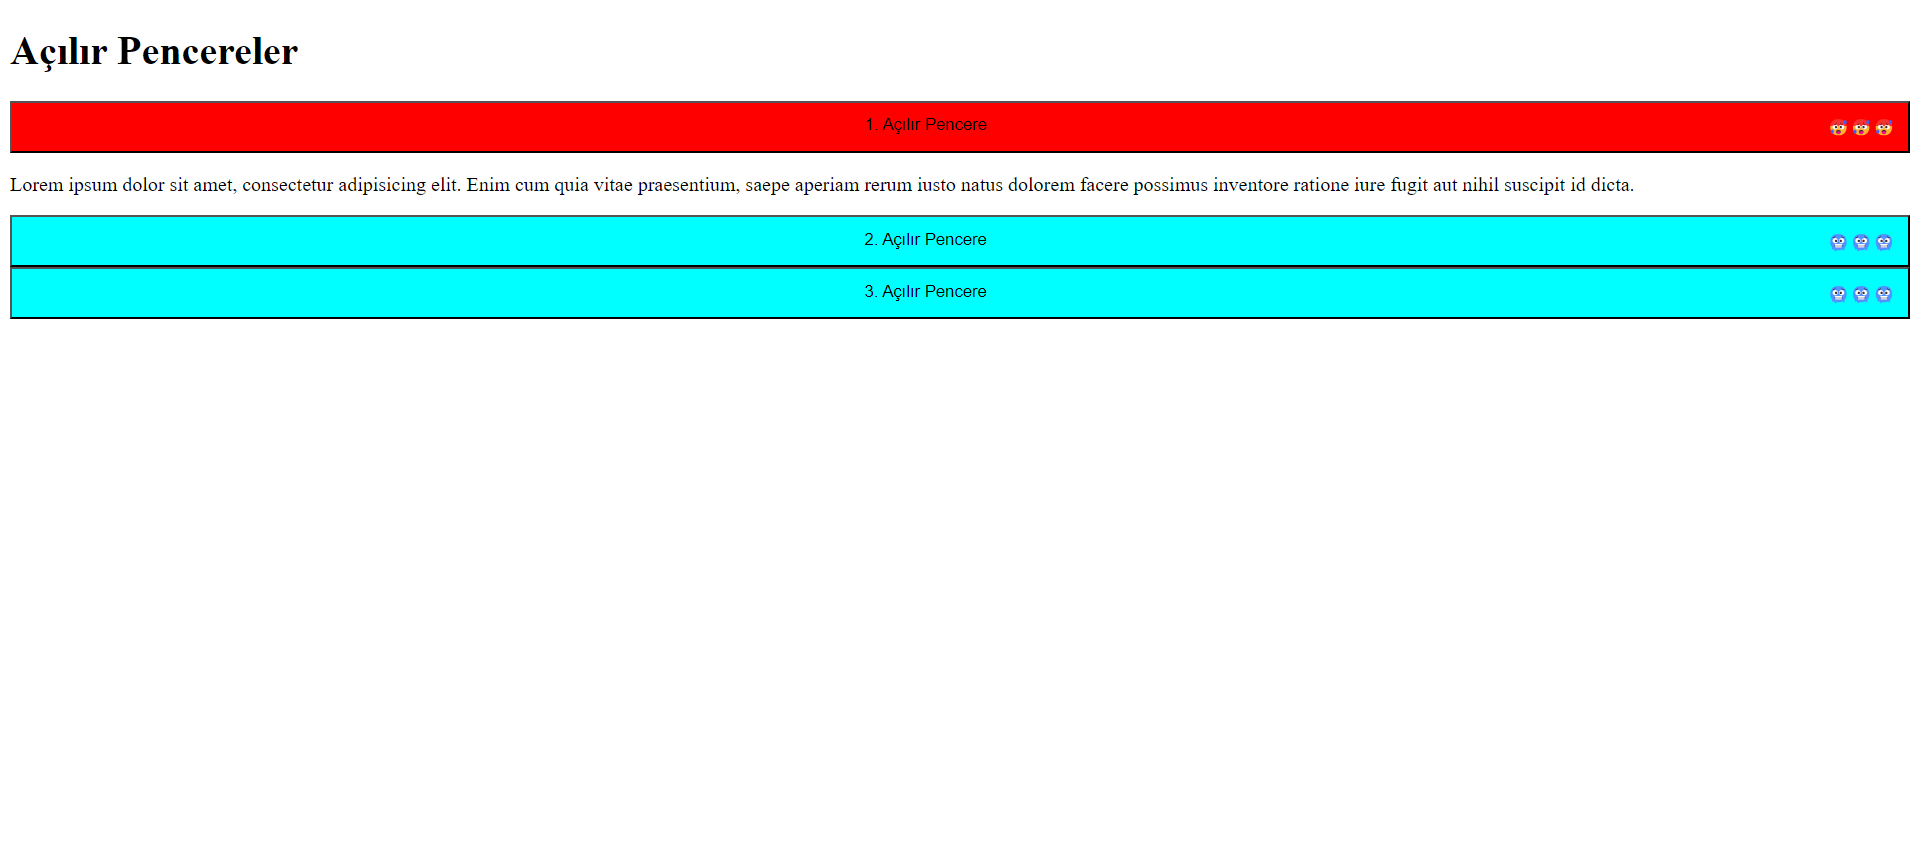 Açılır Pencereler
1. Açılır Pencere 🥵 🥵 🥵
Lorem ipsum dolor sit amet, consectetur adipisicing elit. Enim cum quia vitae praesentium, saepe aperiam rerum iusto natus dolorem facere possimus inventore ratione iure fugit aut nihil suscipit id dicta.
2. Açılır Pencere 🥶 🥶 🥶
3. Açılır Pencere 🥶 🥶 🥶